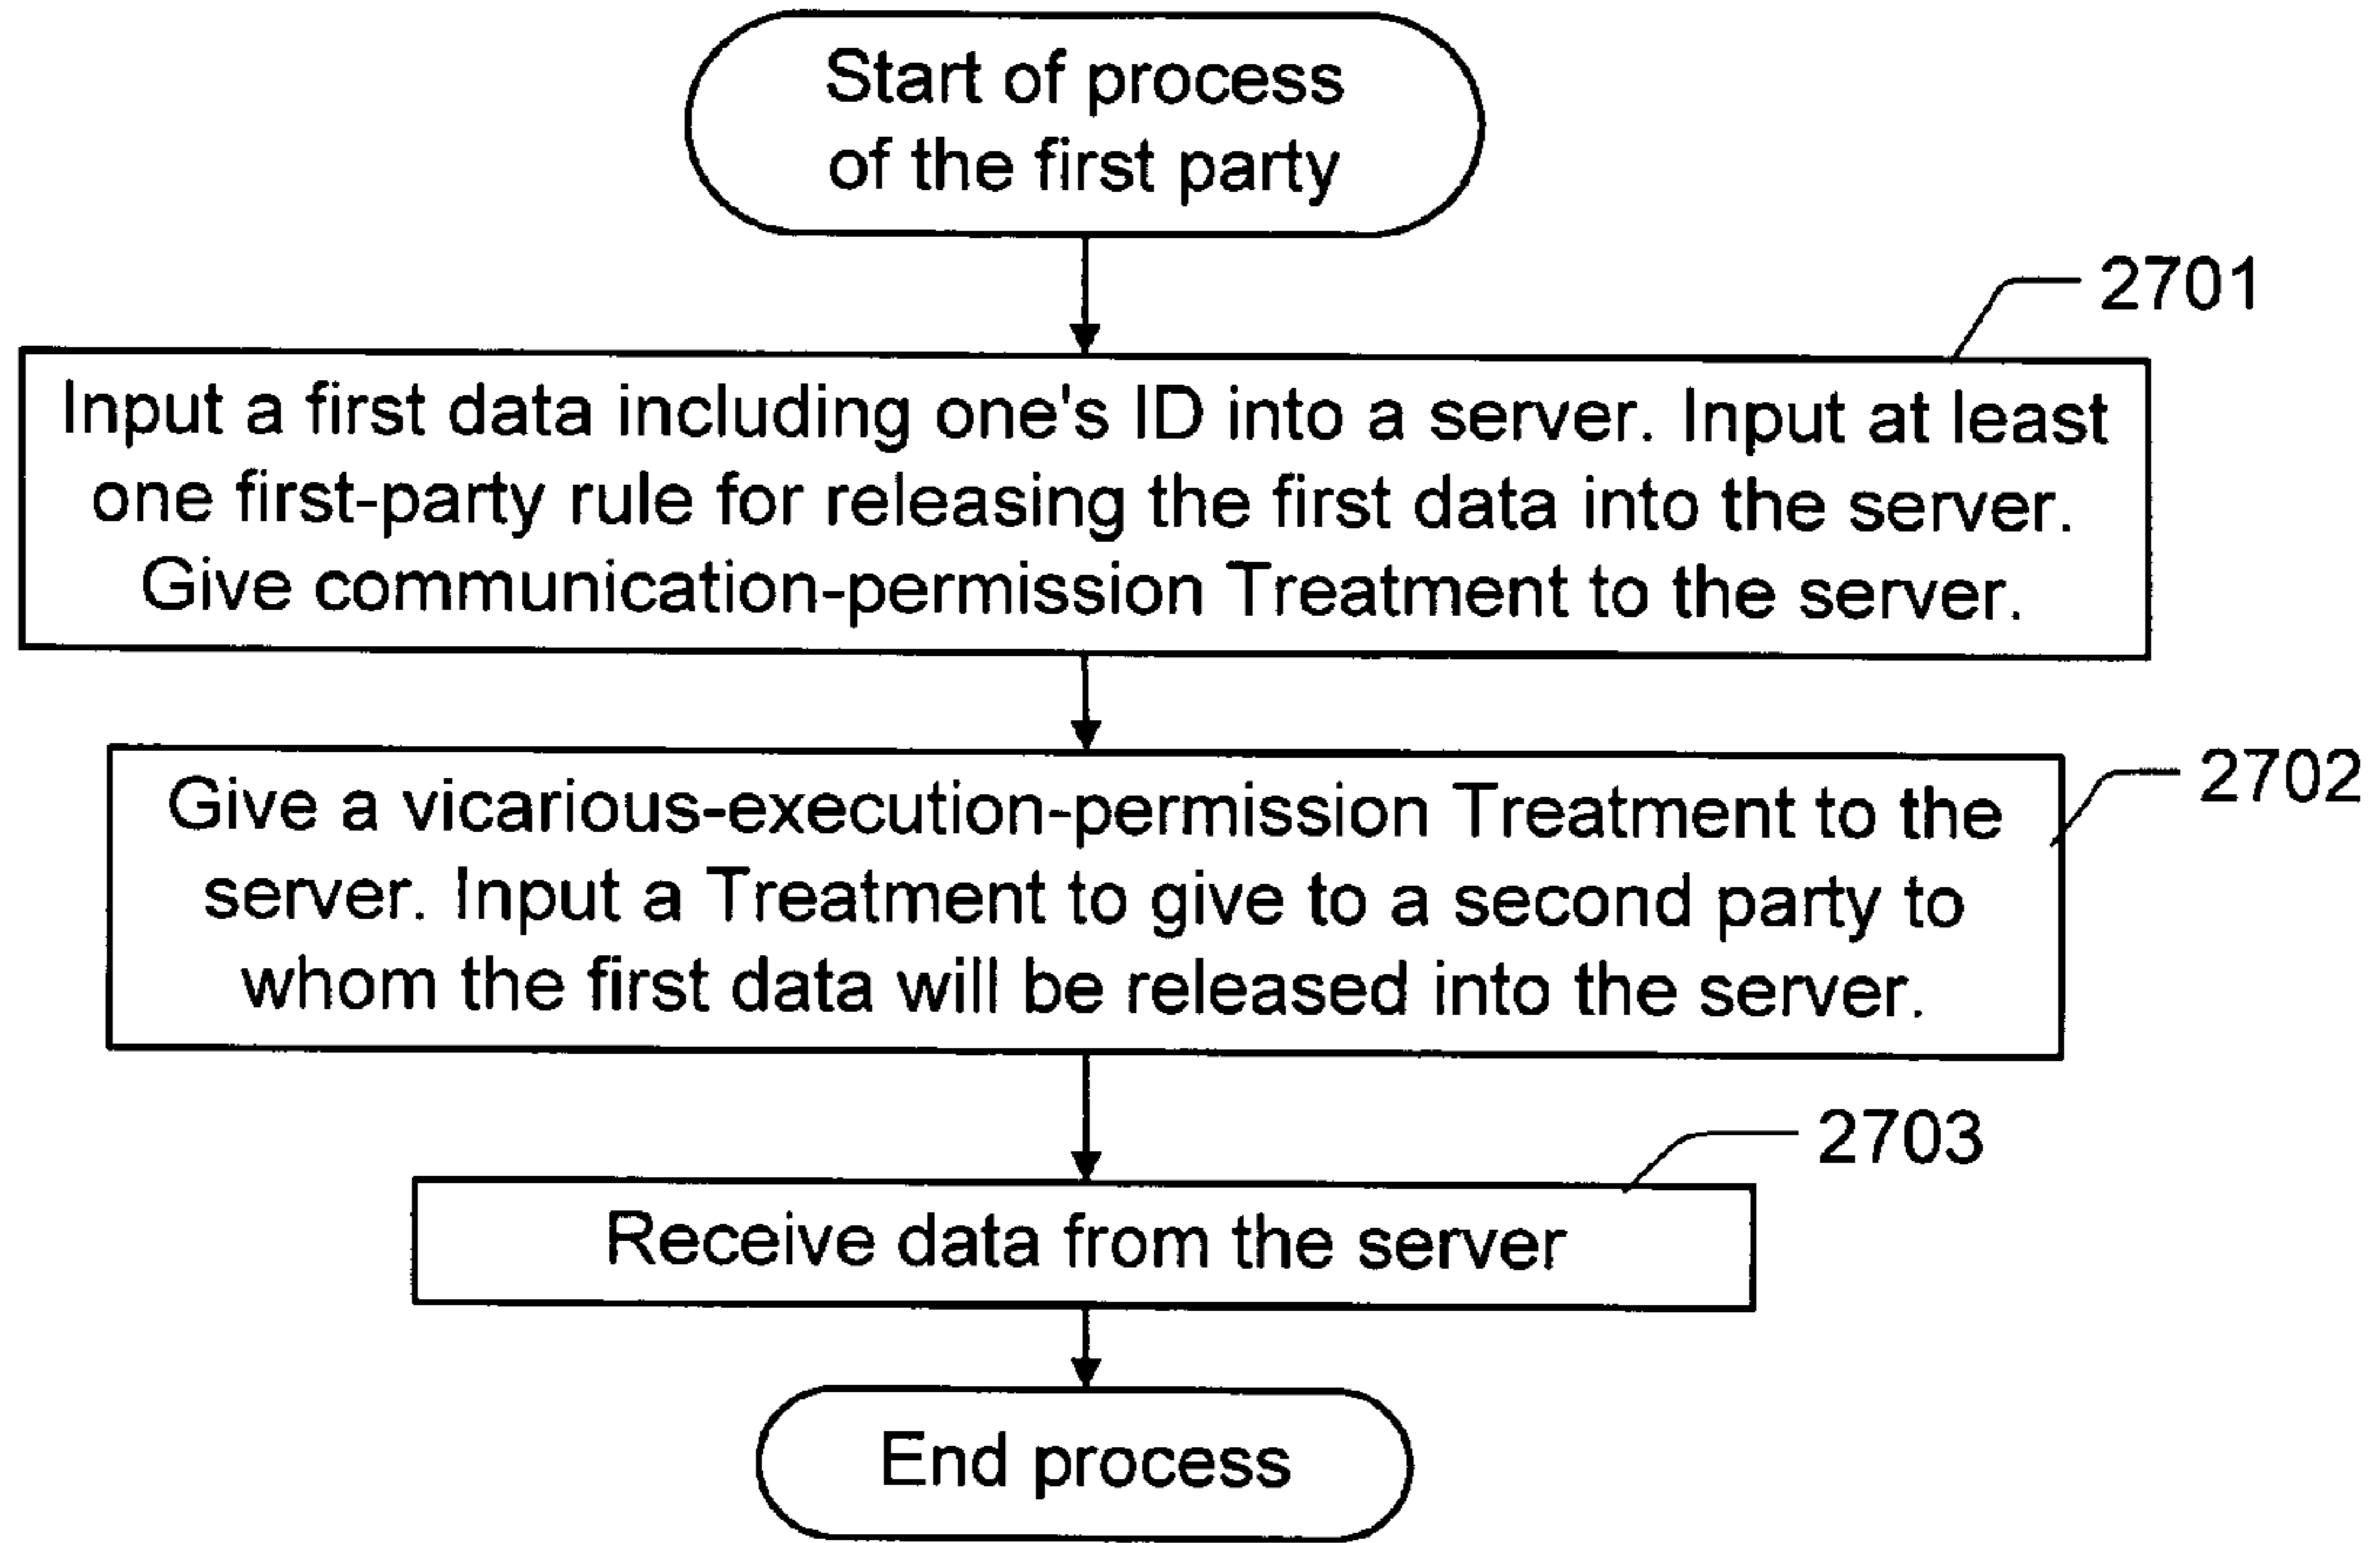 Start of process
of the first party
2701
Input a first data including one's ID into a server. Input at least
one first-party rule for releasing the first data into the server.
Give communication-permission Treatment to the server.
2702
Give a vicarious-execution-permission Treatment to the
server. Input a Treatment to give to a second party to
whom the first data will be released into the server.
2703
Receive data from the server
End process